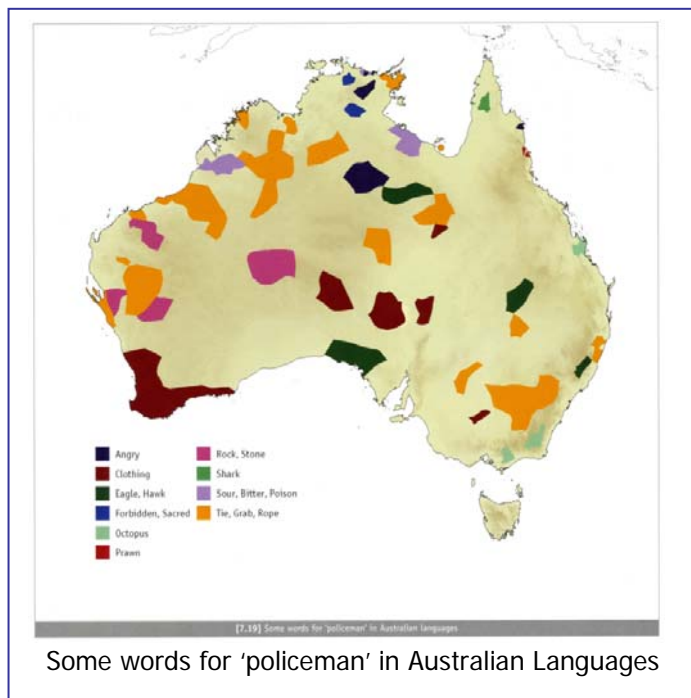 Angry
Clothing
Eagle, Hawk
Forbidden, Sacred
Octopus
Prawn
Rock, Stone
Shark
Sour, Bitter, Poison
Tie, Grab, Rope
[7.19] Some words for 'policeman' in Australian languages
Some words for ‘policeman’ in Australian Languages